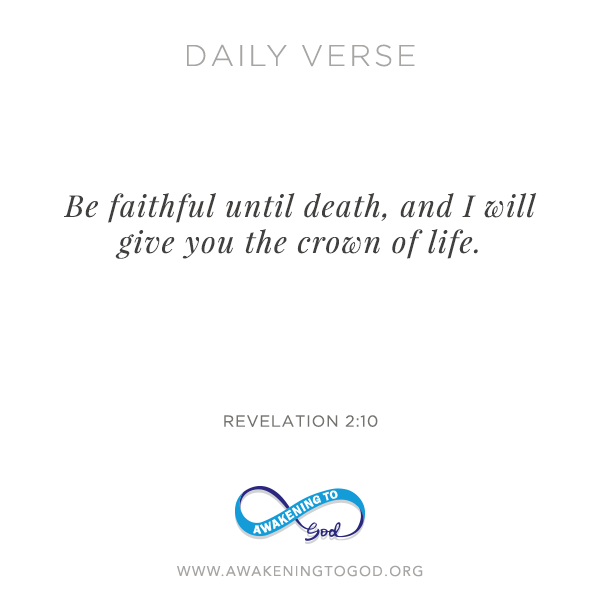 DAILY VERSE
Be faithful until death, and I will
give you the crown of life.
REVELATION 2:10
AWAKENING TO
God
WWW.AWAKENINGTOGOD.ORG